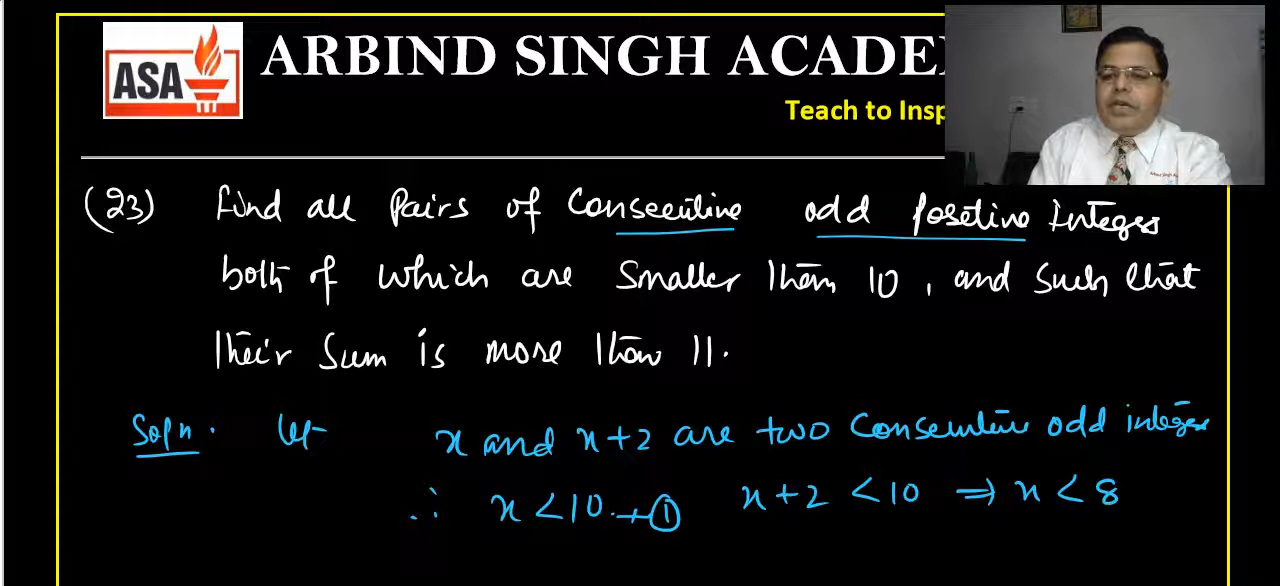 ASA
ARBIND SINGH ACADE
Teach to Insp
(23) Find all Pairs of Consecutive odd positive Integers
both of which are Smaller than 10 , and Such that
their Sum is more than 11.
Soln. let x and x+2 are two Consecutive odd integers
∴ x < 10 → ① x+2 < 10 ⇒ x < 8